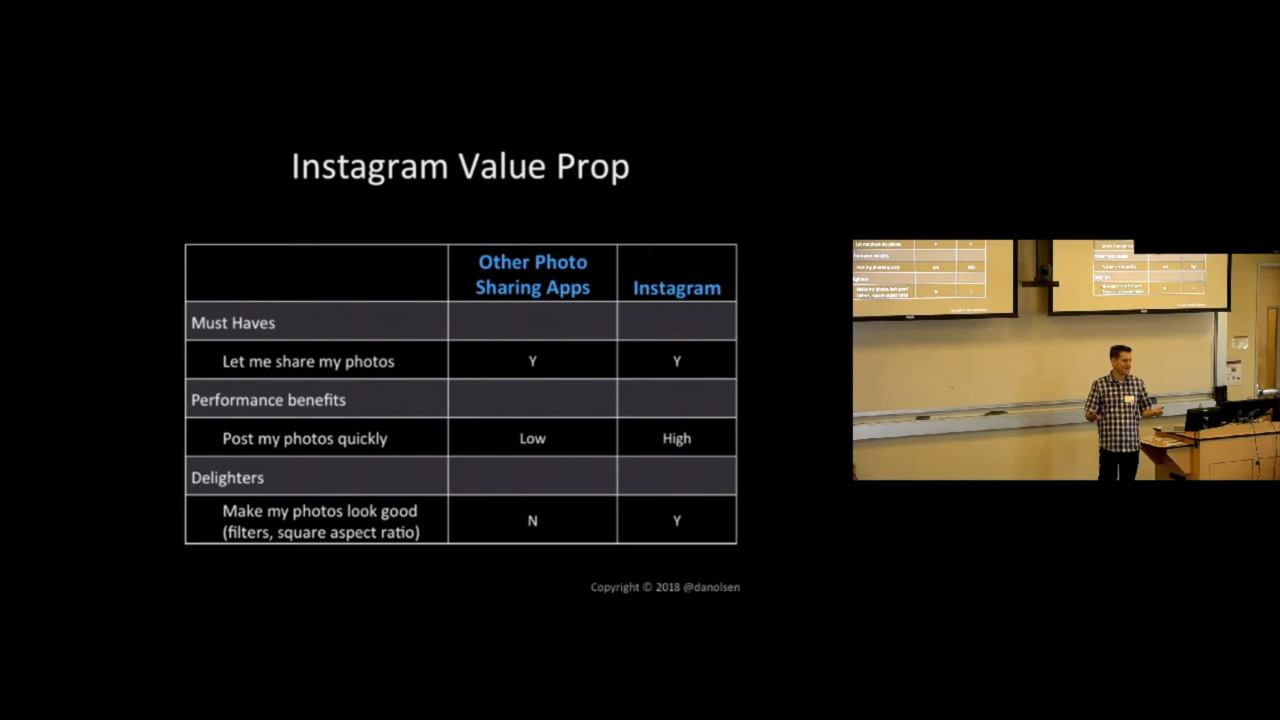 Instagram Value Prop
Other Photo
Sharing Apps
Instagram
Must Haves
Let me share my photos
Y
Y
Performance benefits
Post my photos quickly
Low
High
Delighters
Make my photos look good
(filters, square aspect ratio)
N
Y
Copyright © 2018 @danolsen